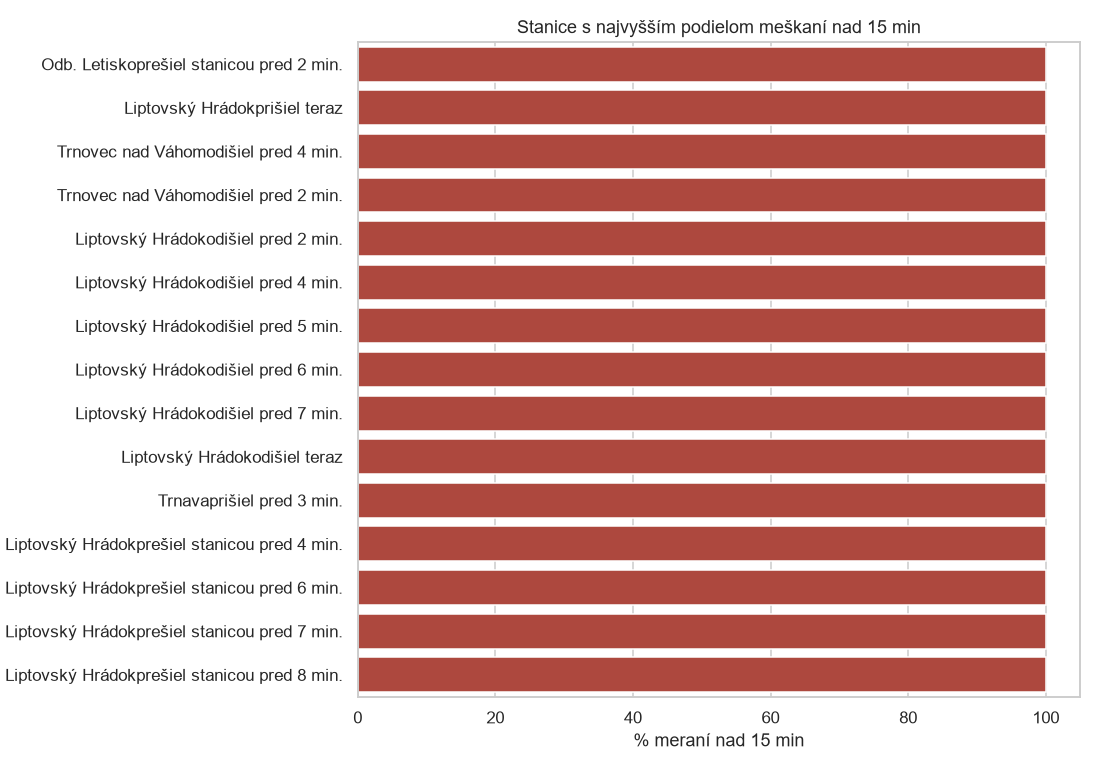 Stanice s najvyšším podielom meškaní nad 15 min
Odb. Letiskoprešiel stanicou pred 2 min.
Liptovský Hrádokprišiel teraz
Trnovec nad Váhomodišiel pred 4 min.
Trnovec nad Váhomodišiel pred 2 min.
Liptovský Hrádokodišiel pred 2 min.
Liptovský Hrádokodišiel pred 4 min.
Liptovský Hrádokodišiel pred 5 min.
Liptovský Hrádokodišiel pred 6 min.
Liptovský Hrádokodišiel pred 7 min.
Liptovský Hrádokodišiel teraz
Trnavaprišiel pred 3 min.
Liptovský Hrádokprešiel stanicou pred 4 min.
Liptovský Hrádokprešiel stanicou pred 6 min.
Liptovský Hrádokprešiel stanicou pred 7 min.
Liptovský Hrádokprešiel stanicou pred 8 min.
0 20 40 60 80 100
% meraní nad 15 min